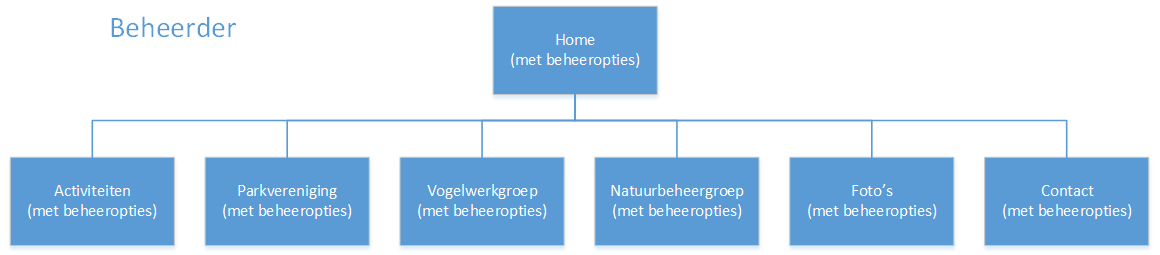 Beheerder
Home
(met beheeropties)
Activiteiten
(met beheeropties)
Parkvereniging
(met beheeropties)
Vogelwerkgroep
(met beheeropties)
Natuurbeheergroep
(met beheeropties)
Foto’s
(met beheeropties)
Contact
(met beheeropties)